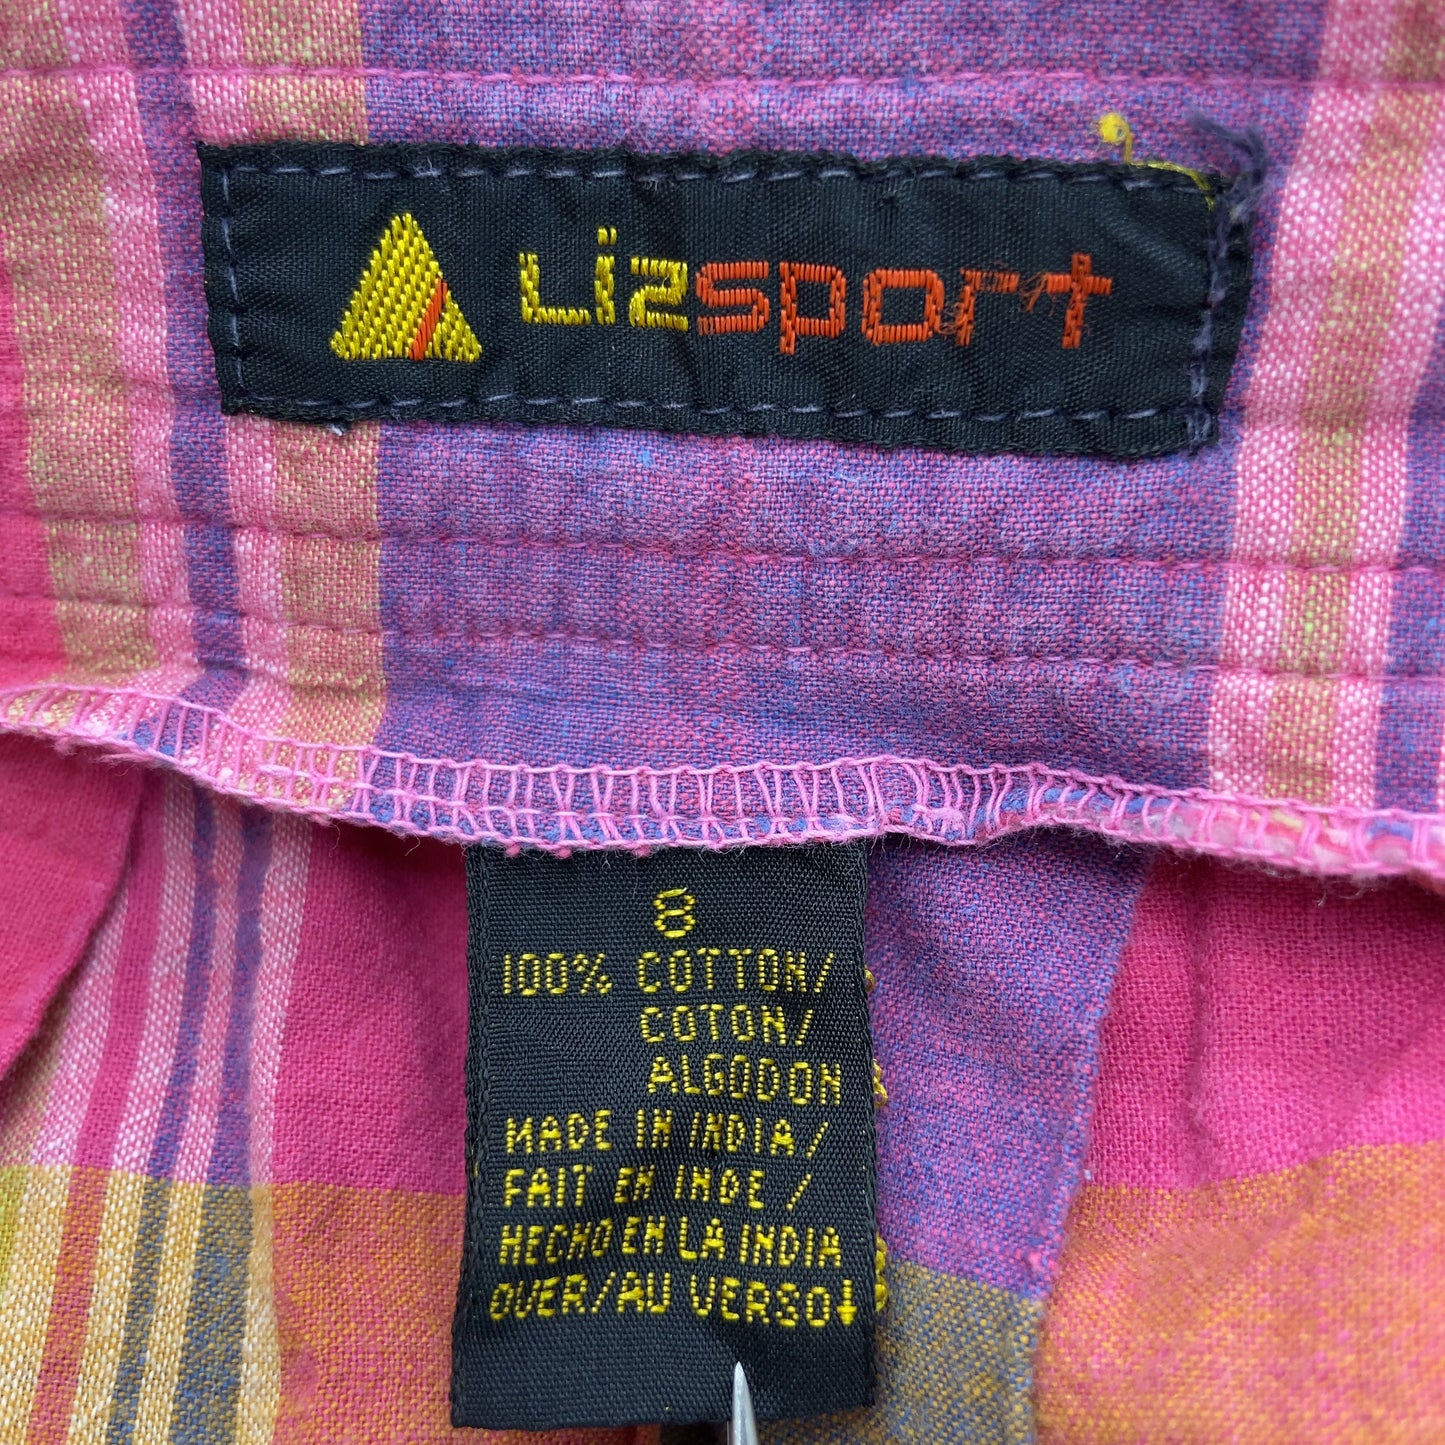 Lizsport
8
100% COTTON/
COTON/
ALGODON
MADE IN INDIA/
FAIT EN INDE/
HECHO EN LA INDIA
OVER/AU VERSO↓